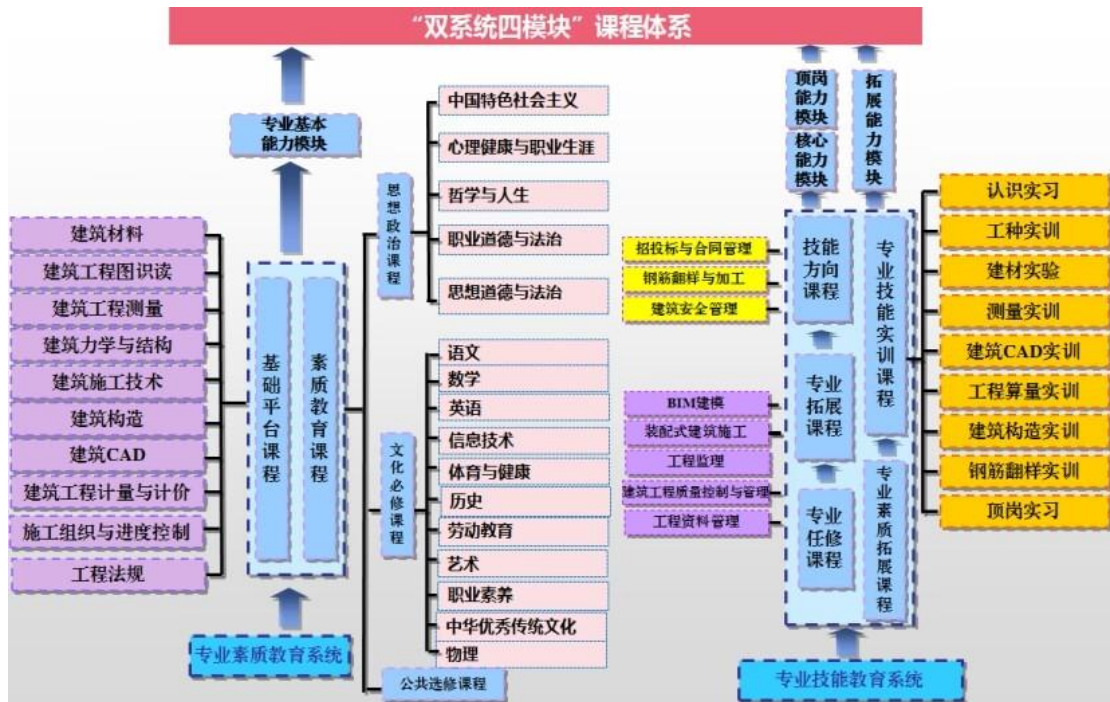 “双系统四模块”课程体系
专业基本
能力模块
建筑材料
建筑工程图识读
建筑工程测量
建筑力学与结构
建筑施工技术
建筑构造
建筑CAD
建筑工程计量与计价
施工组织与进度控制
工程法规
基础平台课程
素质教育课程
专业素质教育系统
思想政治课程
中国特色社会主义
心理健康与职业生涯
哲学与人生
职业道德与法治
思想道德与法治
文化必修课程
语文
数学
英语
信息技术
体育与健康
历史
劳动教育
艺术
职业素养
中华优秀传统文化
物理
公共选修课程
顶岗
能力
模块
核心
能力
模块
拓展能力模块
招投标与合同管理
钢筋翻样与加工
建筑安全管理
BIM建模
装配式建筑施工
工程监理
建筑工程质量控制与管理
工程资料管理
技能
方向
课程
专业
拓展
课程
专业
任修
课程
专业技能实训课程
专业素质拓展课程
认识实习
工种实训
建材实验
测量实训
建筑CAD实训
工程算量实训
建筑构造实训
钢筋翻样实训
顶岗实习
专业技能教育系统